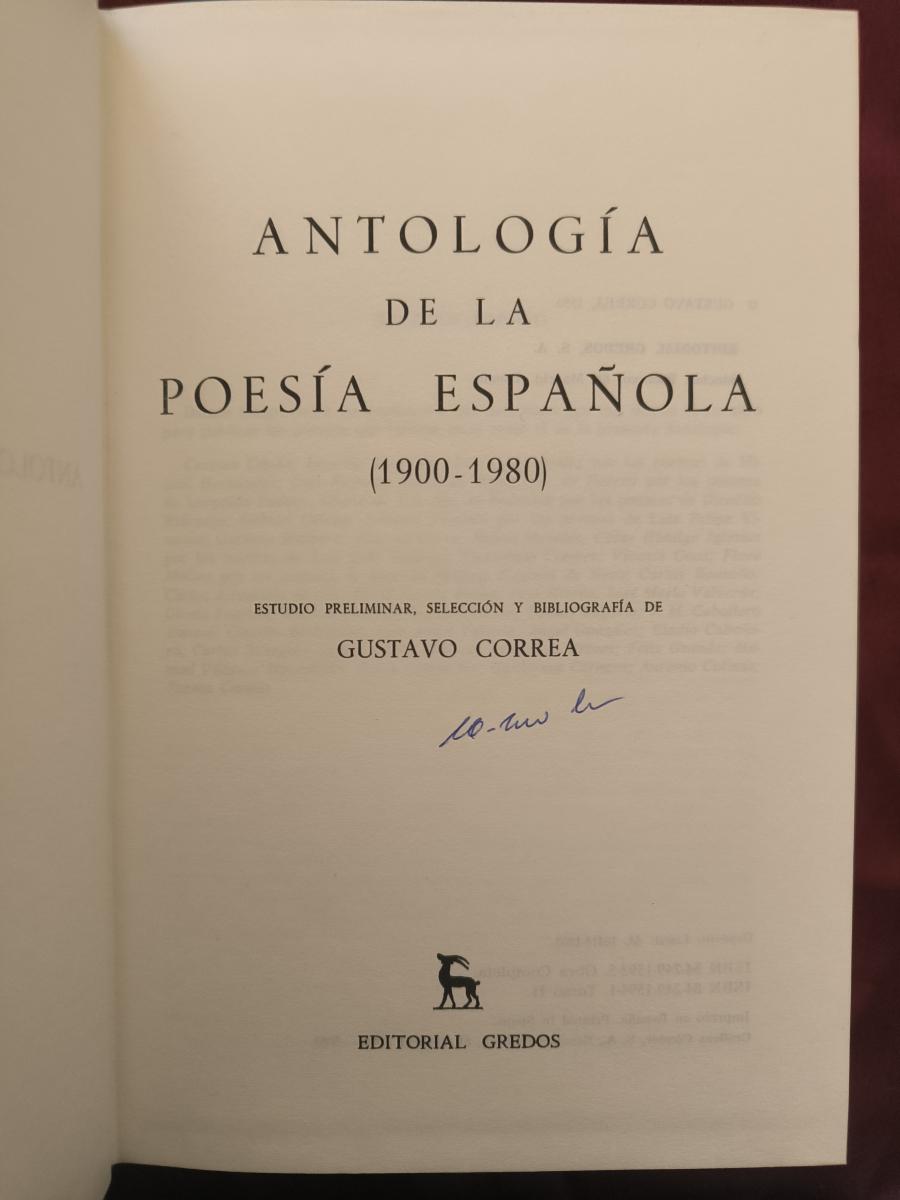 ANTOLOGÍA
DE LA
POESÍA ESPAÑOLA
(1900-1980)
ESTUDIO PRELIMINAR, SELECCIÓN Y BIBLIOGRAFÍA DE
GUSTAVO CORREA
EDITORIAL GREDOS